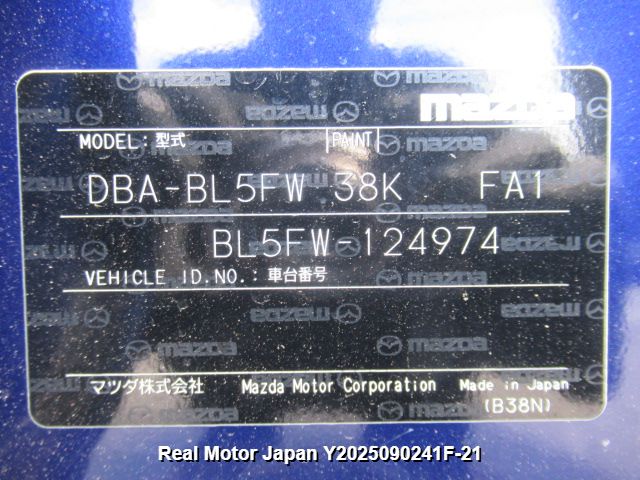 mazda
MODEL: 型式 PAINT
DBA-BL5FW 38K FA1
BL5FW-124974
VEHICLE ID.NO.: 車台番号
マツダ株式会社 Mazda Motor Corporation Made in Japan
(B38N)
Real Motor Japan Y2025090241F-21